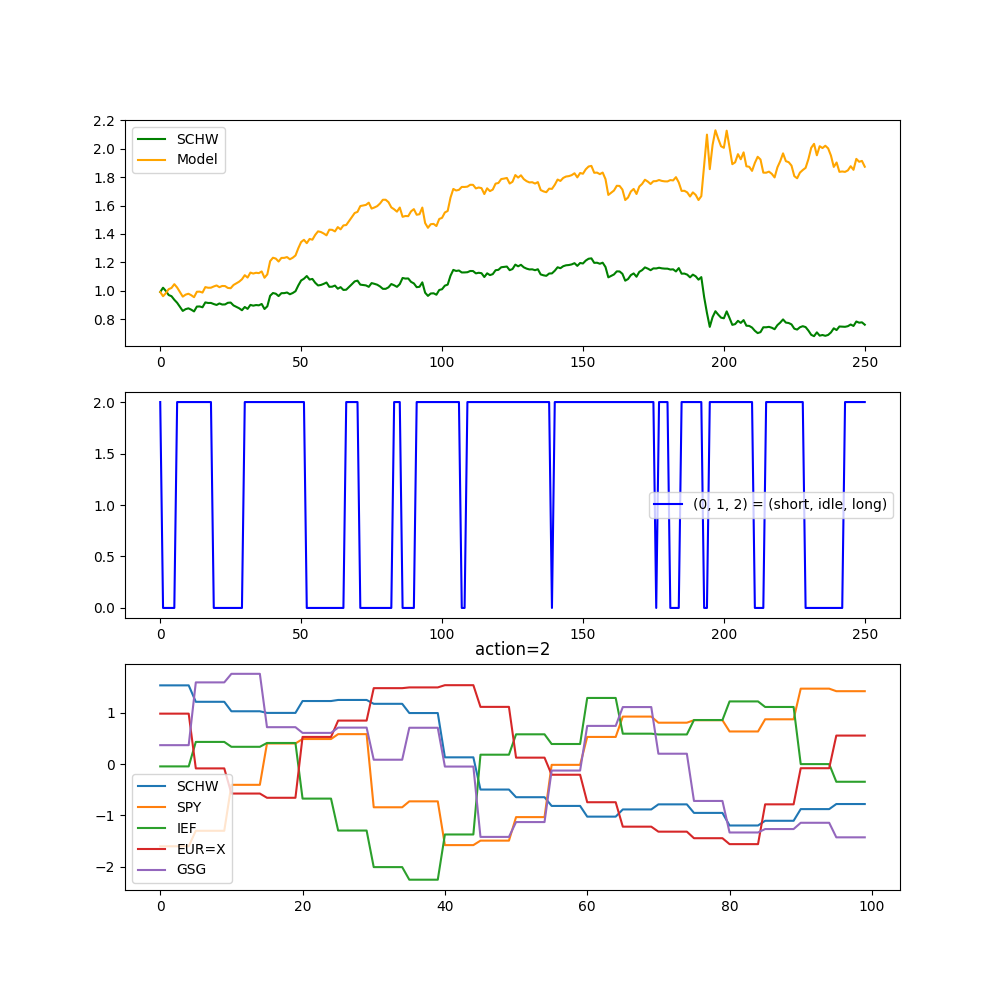 2.2
2.0
1.8
1.6
1.4
1.2
1.0
0.8
SCHW
Model
0 50 100 150 200 250
2.0
1.5
1.0
0.5
0.0
(0, 1, 2) = (short, idle, long)
0 50 100 150 200 250
action=2
1
0
−1
−2
SCHW
SPY
IEF
EUR=X
GSG
0 20 40 60 80 100